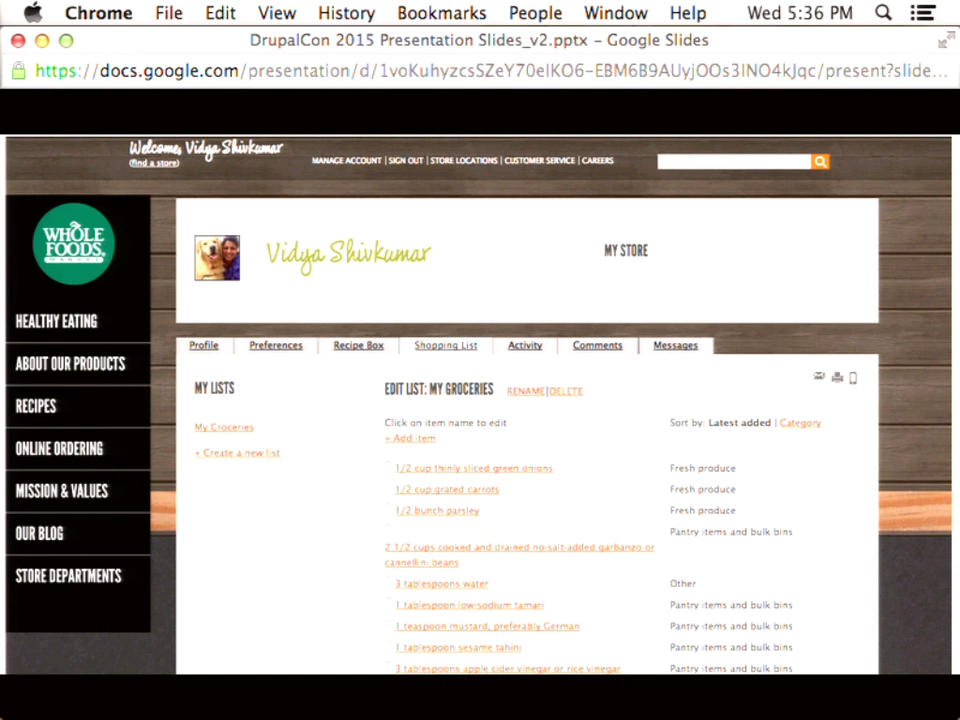 Chrome File Edit View History Bookmarks People Window Help Wed 5:36 PM
DrupalCon 2015 Presentation Slides_v2.pptx – Google Slides
https://docs.google.com/presentation/d/1voKuhyzcsSZeY70elKO6-EBM6B9AUyjOOs3lNO4kJqc/present?slide...
Welcome, Vidya Shivkumar
(find a store)
MANAGE ACCOUNT | SIGN OUT | STORE LOCATIONS | CUSTOMER SERVICE | CAREERS
WHOLE
FOODS
MARKET
HEALTHY EATING
ABOUT OUR PRODUCTS
RECIPES
ONLINE ORDERING
MISSION & VALUES
OUR BLOG
STORE DEPARTMENTS
Vidya Shivkumar
MY STORE
Profile Preferences Recipe Box Shopping List Activity Comments Messages
MY LISTS
My Groceries
+ Create a new list
EDIT LIST: MY GROCERIES RENAME|DELETE
Click on item name to edit
+ Add item
Sort by: Latest added | Category
1/2 cup thinly sliced green onions Fresh produce
1/2 cup grated carrots Fresh produce
1/2 bunch parsley Fresh produce
Pantry items and bulk bins
2 1/2 cups cooked and drained no-salt-added garbanzo or
cannellini beans
3 tablespoons water Other
1 tablespoon low-sodium tamari Pantry items and bulk bins
1 teaspoon mustard, preferably German Pantry items and bulk bins
1 tablespoon sesame tahini Pantry items and bulk bins
3 tablespoons apple cider vinegar or rice vinegar Pantry items and bulk bins